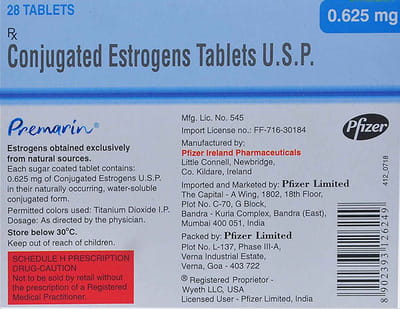 28 TABLETS
Rx
0.625 mg
Conjugated Estrogens Tablets U.S.P.
Premarin®
Estrogens obtained exclusively
from natural sources.
Each sugar coated tablet contains:
0.625 mg of Conjugated Estrogens U.S.P.
in their naturally occurring, water-soluble
conjugated form.
Permitted colors used: Titanium Dioxide I.P.
Dosage: As directed by the physician.
Store below 30°C.
Keep out of reach of children.
SCHEDULE H PRESCRIPTION
DRUG-CAUTION
Not to be sold by retail without
the prescription of a Registered
Medical Practitioner.
Mfg. Lic. No. 545
Import License no.: FF-716-30184
Manufactured by:
Pfizer Ireland Pharmaceuticals
Little Connell, Newbridge,
Co. Kildare, Ireland
Imported and Marketed by: Pfizer Limited
The Capital - A Wing, 1802, 18th Floor,
Plot No. C-70, G Block,
Bandra - Kurla Complex, Bandra (East),
Mumbai 400 051, India
Packed by: Pfizer Limited
Plot No. L-137, Phase III-A,
Verna Industrial Estate,
Verna, Goa - 403 722
® Registered Proprietor -
Wyeth LLC, USA
Licensed User - Pfizer Limited, India
Pfizer
412_0718
8 902393 126249